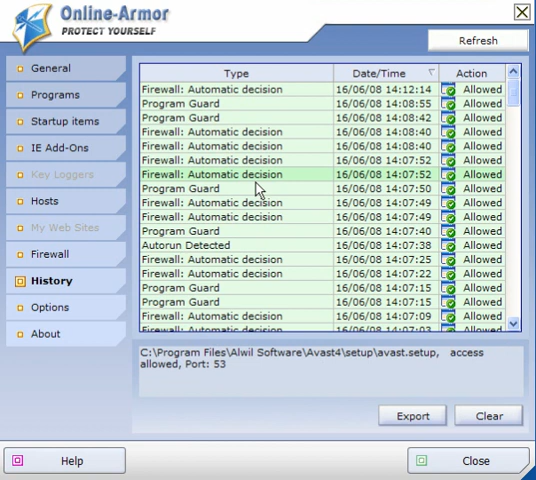 Online-Armor
PROTECT YOURSELF
Refresh
General
Programs
Startup items
IE Add-Ons
Key Loggers
Hosts
My Web Sites
Firewall
History
Options
About
Type Date/Time Action
Firewall: Automatic decision 16/06/08 14:12:14 Allowed
Program Guard 16/06/08 14:08:55 Allowed
Program Guard 16/06/08 14:08:42 Allowed
Firewall: Automatic decision 16/06/08 14:08:40 Allowed
Firewall: Automatic decision 16/06/08 14:08:40 Allowed
Firewall: Automatic decision 16/06/08 14:07:52 Allowed
Firewall: Automatic decision 16/06/08 14:07:52 Allowed
Program Guard 16/06/08 14:07:50 Allowed
Firewall: Automatic decision 16/06/08 14:07:49 Allowed
Firewall: Automatic decision 16/06/08 14:07:49 Allowed
Program Guard 16/06/08 14:07:40 Allowed
Autorun Detected 16/06/08 14:07:38 Allowed
Firewall: Automatic decision 16/06/08 14:07:25 Allowed
Firewall: Automatic decision 16/06/08 14:07:22 Allowed
Program Guard 16/06/08 14:07:15 Allowed
Program Guard 16/06/08 14:07:15 Allowed
Firewall: Automatic decision 16/06/08 14:07:09 Allowed
Firewall: Automatic decision 16/06/08 14:07:03 Allowed
C:\Program Files\Alwil Software\Avast4\setup\avast.setup, access
allowed, Port: 53
Export Clear
Help Close